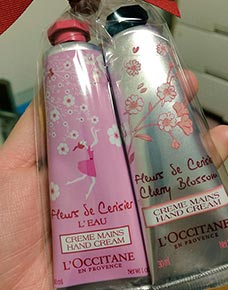 Fleurs de Cerisier
L'EAU
CREME MAINS
HAND CREAM
L'OCCITANE
EN PROVENCE
Fleurs de Cerisier
Cherry Blossom
CREME MAINS
HAND CREAM
L'OCCITANE
EN PROVENCE